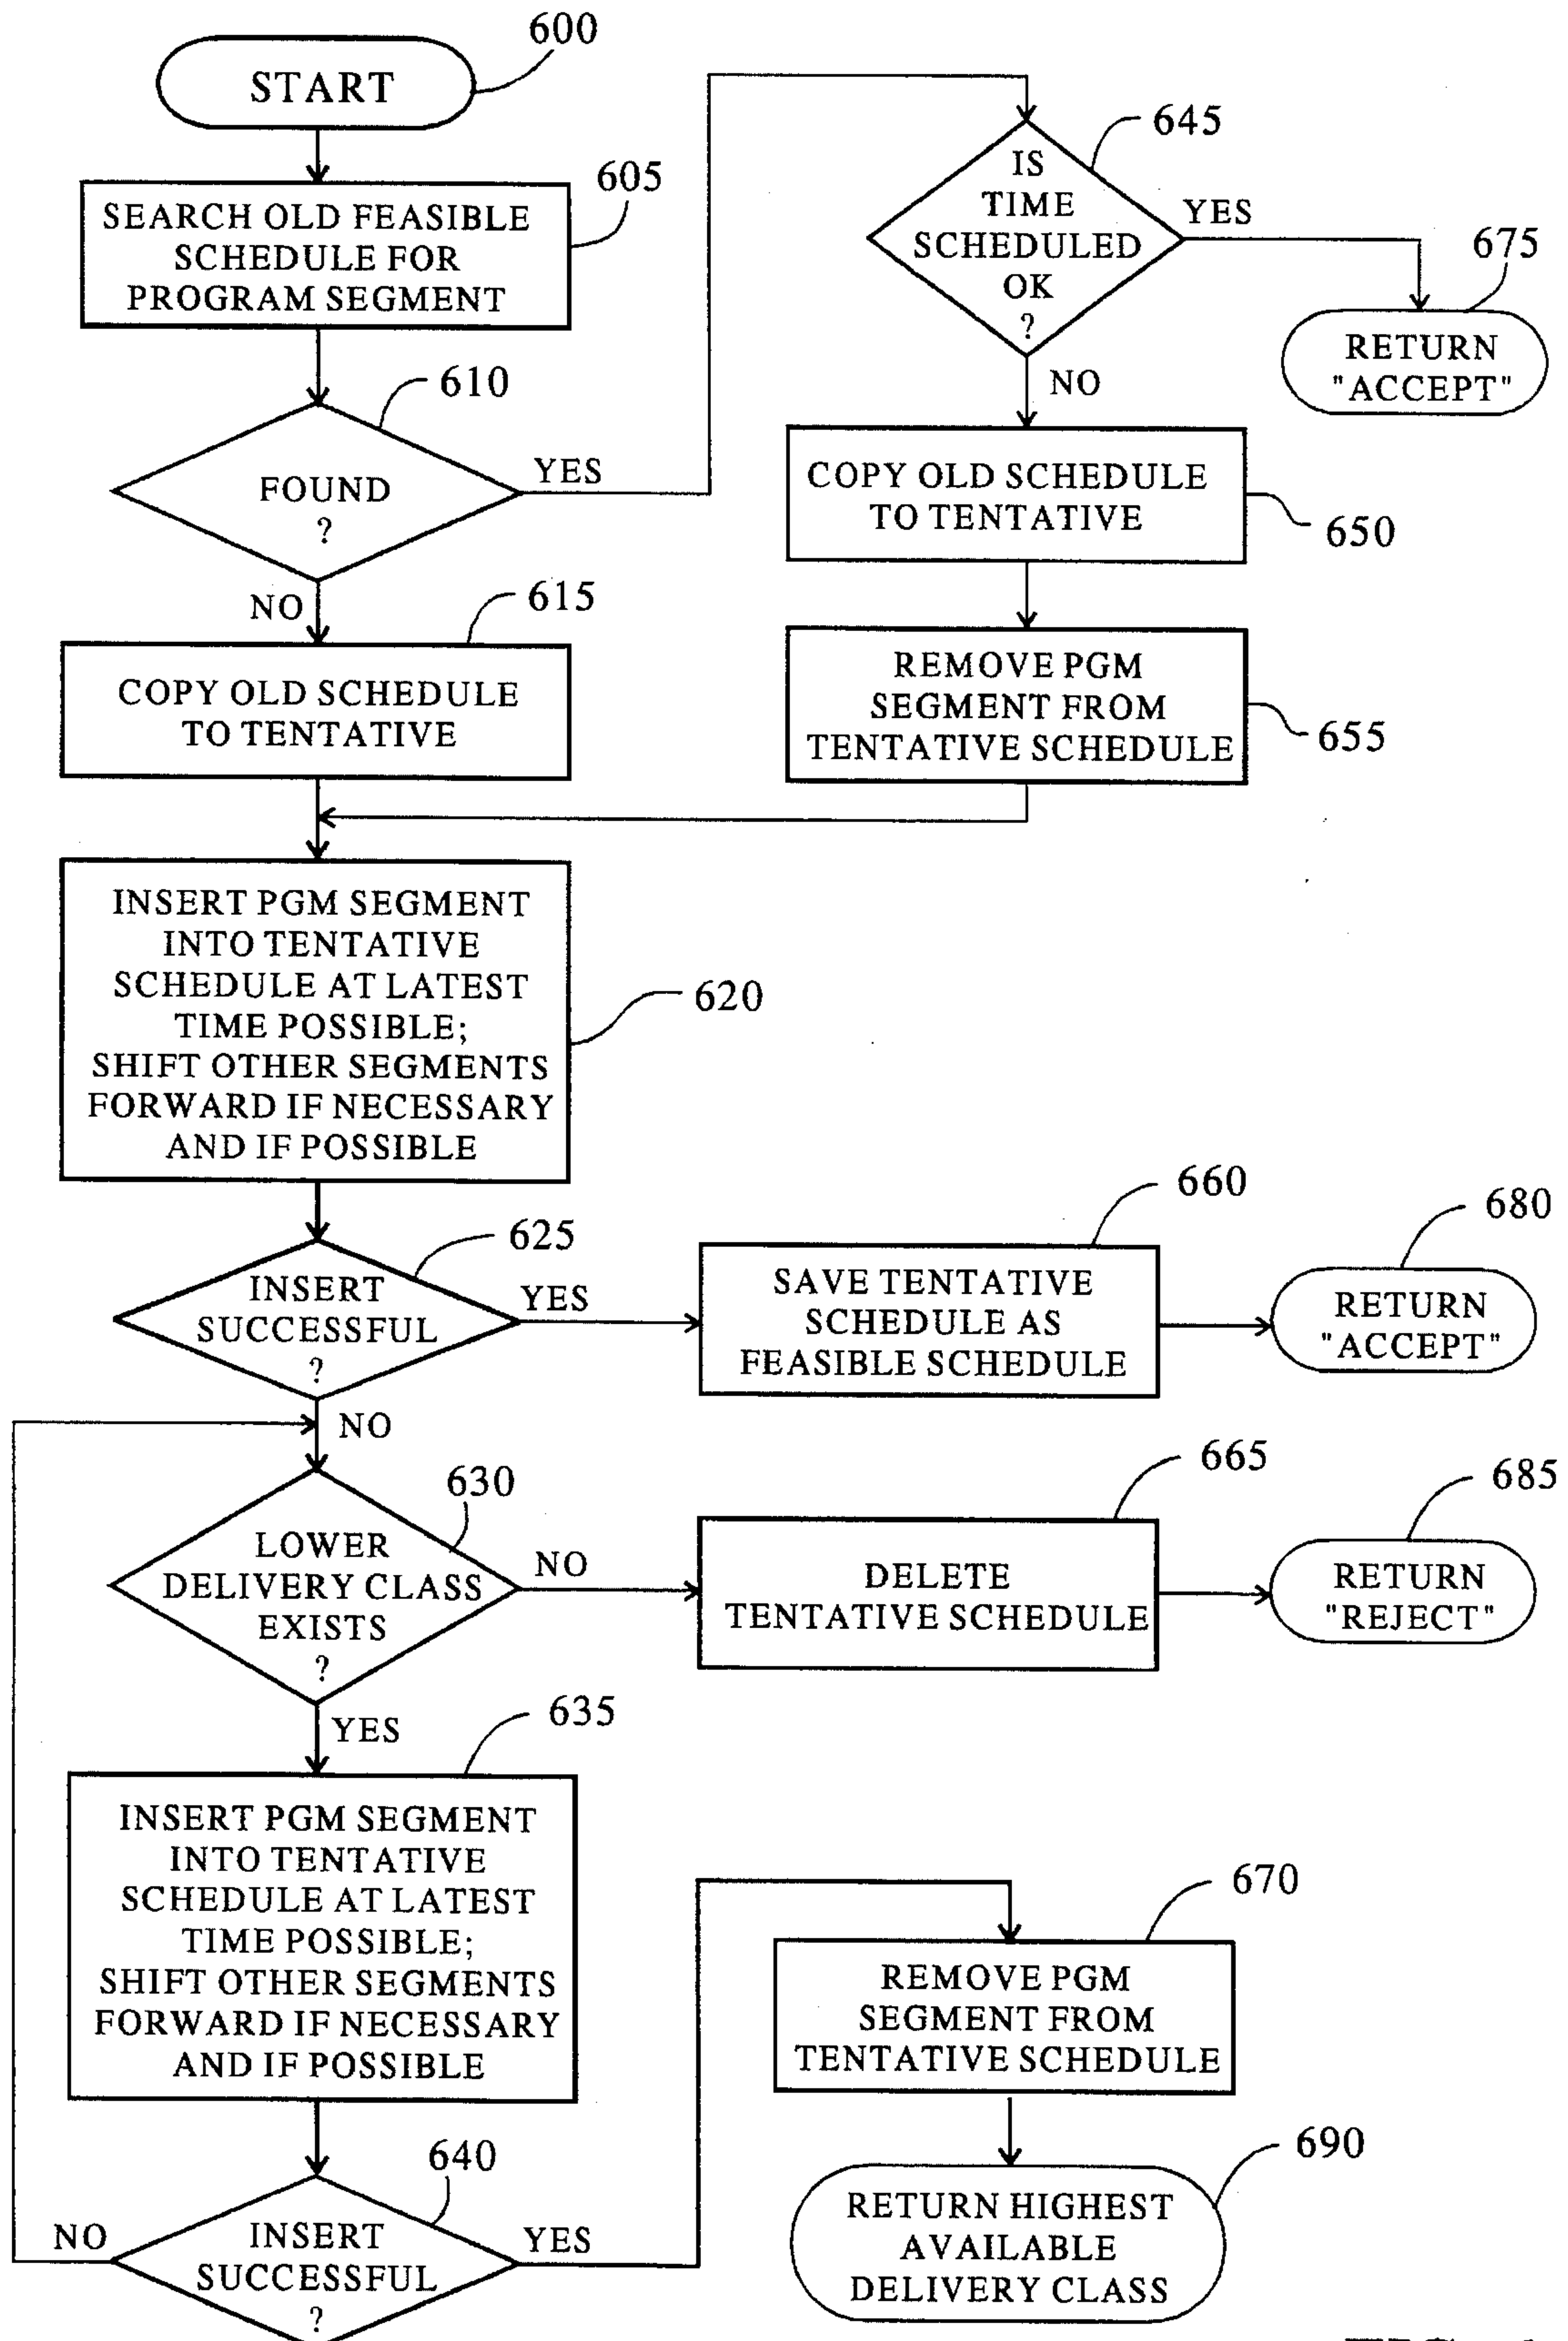 600
START
605
SEARCH OLD FEASIBLE
SCHEDULE FOR
PROGRAM SEGMENT
610
FOUND
?
YES
NO
615
COPY OLD SCHEDULE
TO TENTATIVE
645
IS
TIME
SCHEDULED
OK
?
YES
675
RETURN
"ACCEPT"
NO
COPY OLD SCHEDULE
TO TENTATIVE
650
REMOVE PGM
SEGMENT FROM
TENTATIVE SCHEDULE
655
INSERT PGM SEGMENT
INTO TENTATIVE
SCHEDULE AT LATEST
TIME POSSIBLE;
SHIFT OTHER SEGMENTS
FORWARD IF NECESSARY
AND IF POSSIBLE
620
625
INSERT
SUCCESSFUL
?
YES
660
SAVE TENTATIVE
SCHEDULE AS
FEASIBLE SCHEDULE
680
RETURN
"ACCEPT"
NO
630
LOWER
DELIVERY CLASS
EXISTS
?
NO
665
DELETE
TENTATIVE SCHEDULE
685
RETURN
"REJECT"
YES
635
INSERT PGM SEGMENT
INTO TENTATIVE
SCHEDULE AT LATEST
TIME POSSIBLE;
SHIFT OTHER SEGMENTS
FORWARD IF NECESSARY
AND IF POSSIBLE
640
NO
INSERT
SUCCESSFUL
?
YES
670
REMOVE PGM
SEGMENT FROM
TENTATIVE SCHEDULE
690
RETURN HIGHEST
AVAILABLE
DELIVERY CLASS